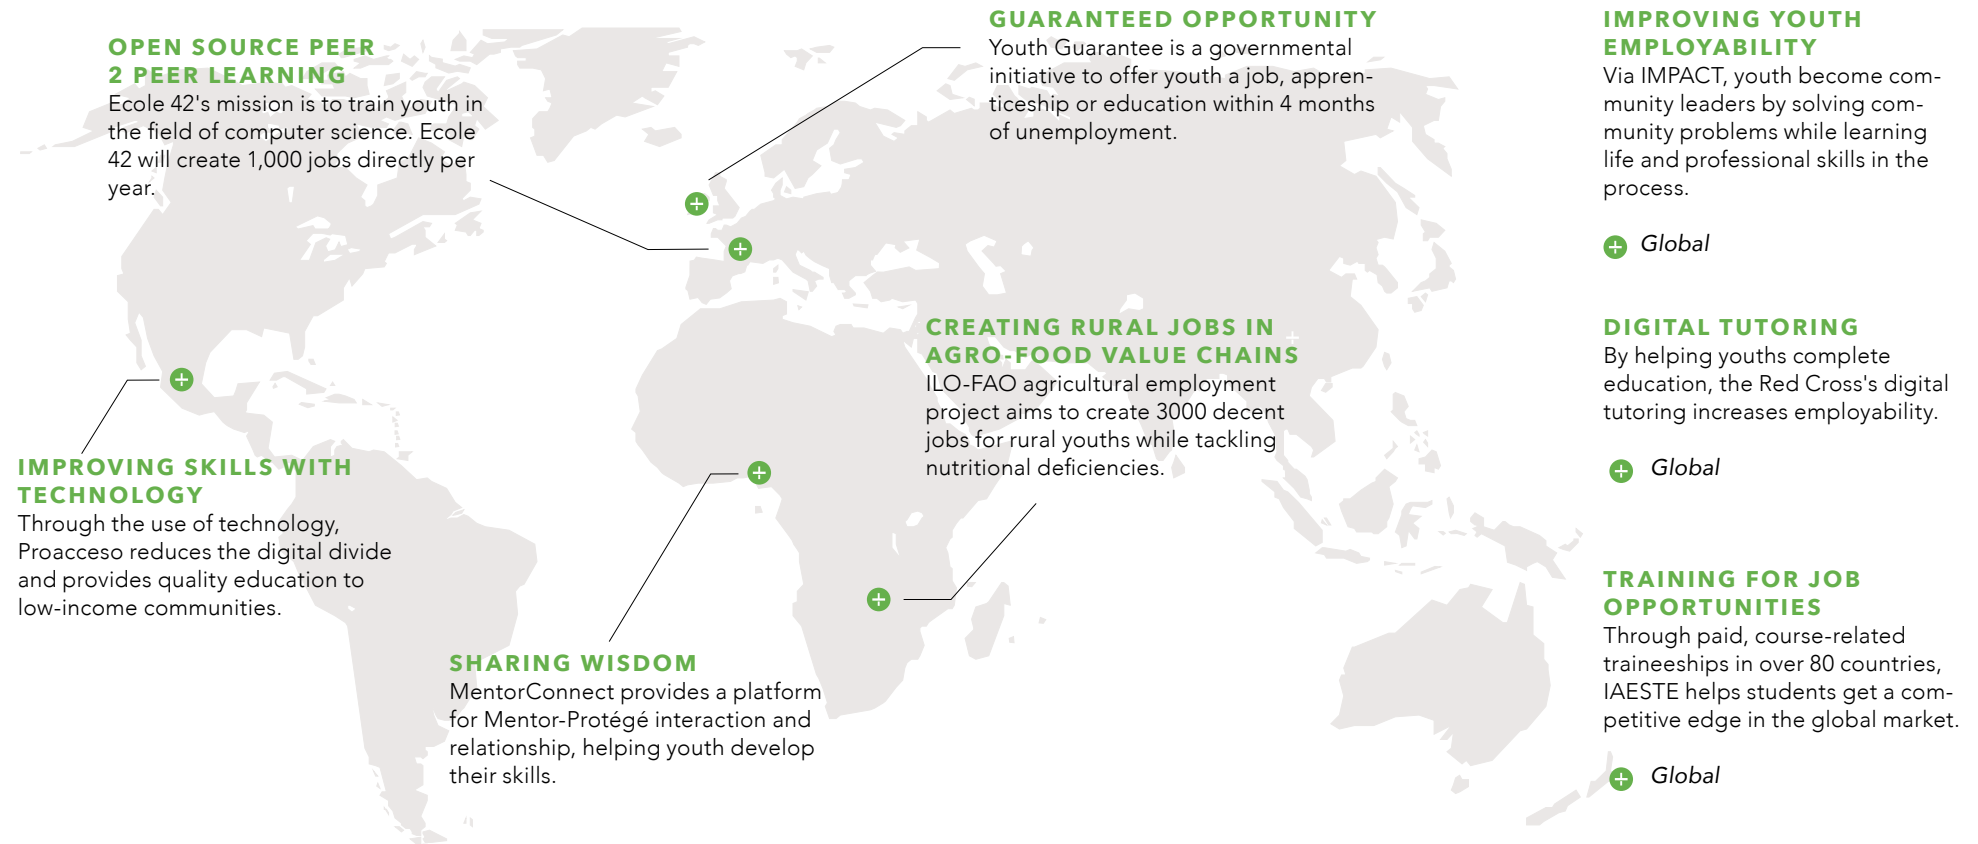 OPEN SOURCE PEER
2 PEER LEARNING
Ecole 42's mission is to train youth in
the field of computer science. Ecole
42 will create 1,000 jobs directly per
year.
GUARANTEED OPPORTUNITY
Youth Guarantee is a governmental
initiative to offer youth a job, appren-
ticeship or education within 4 months
of unemployment.
IMPROVING YOUTH
EMPLOYABILITY
Via IMPACT, youth become com-
munity leaders by solving com-
munity problems while learning
life and professional skills in the
process.
Global
CREATING RURAL JOBS IN
AGRO-FOOD VALUE CHAINS
ILO-FAO agricultural employment
project aims to create 3000 decent
jobs for rural youths while tackling
nutritional deficiencies.
DIGITAL TUTORING
By helping youths complete
education, the Red Cross's digital
tutoring increases employability.
Global
IMPROVING SKILLS WITH
TECHNOLOGY
Through the use of technology,
Proacceso reduces the digital divide
and provides quality education to
low-income communities.
SHARING WISDOM
MentorConnect provides a platform
for Mentor-Protégé interaction and
relationship, helping youth develop
their skills.
TRAINING FOR JOB
OPPORTUNITIES
Through paid, course-related
traineeships in over 80 countries,
IAESTE helps students get a com-
petitive edge in the global market.
Global